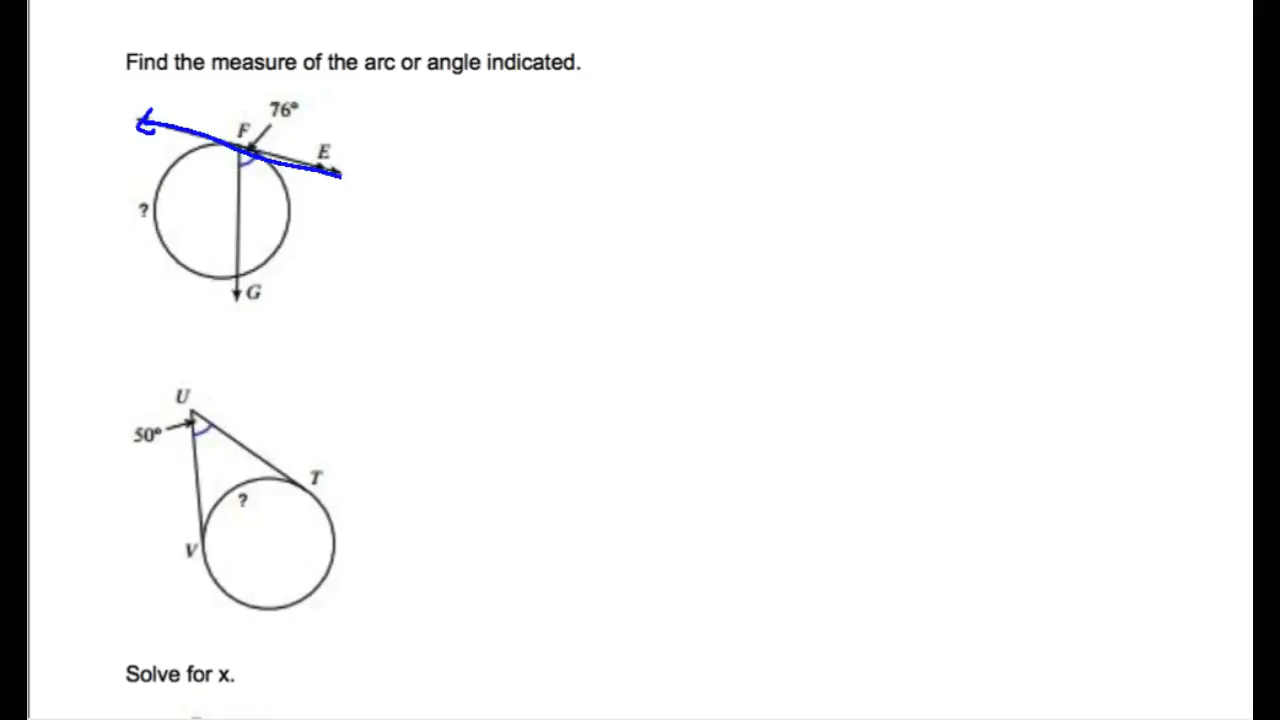 Find the measure of the arc or angle indicated.
76°
F
E
?
G
U
50°
T
?
V
Solve for x.